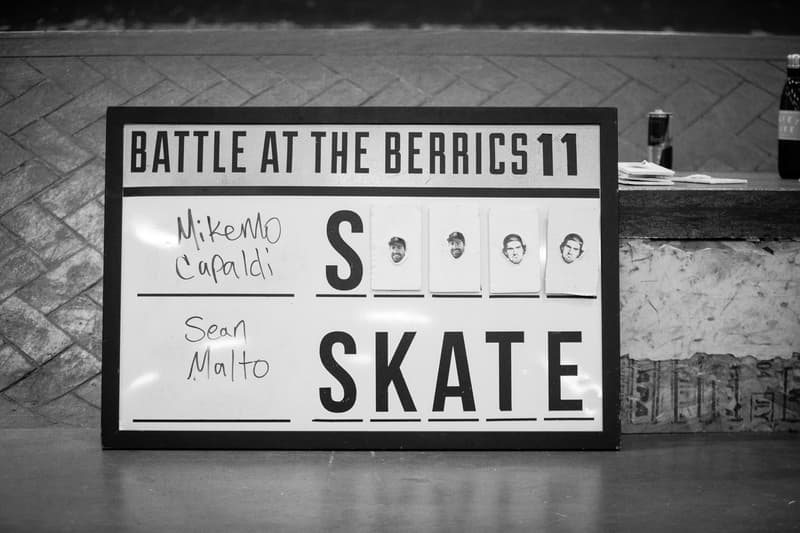 BATTLE AT THE BERRICS 11
MikeMo
Capaldi
S
Sean
Malto
SKATE